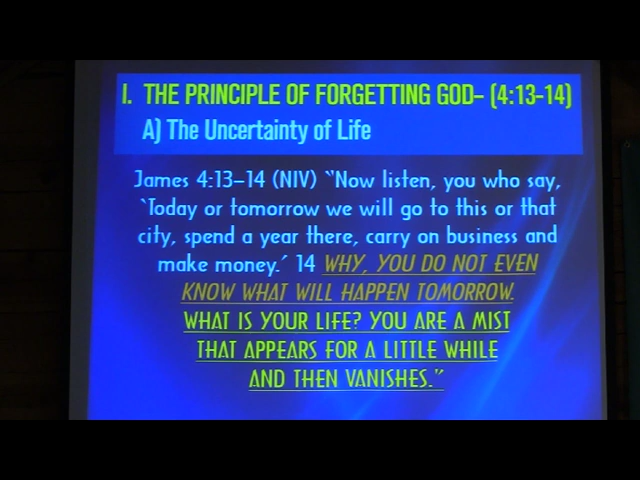 I. THE PRINCIPLE OF FORGETTING GOD– (4:13-14)
A) The Uncertainty of Life
James 4:13–14 (NIV) "Now listen, you who say,
'Today or tomorrow we will go to this or that
city, spend a year there, carry on business and
make money.' 14 WHY, YOU DO NOT EVEN
KNOW WHAT WILL HAPPEN TOMORROW.
WHAT IS YOUR LIFE? YOU ARE A MIST
THAT APPEARS FOR A LITTLE WHILE
AND THEN VANISHES."